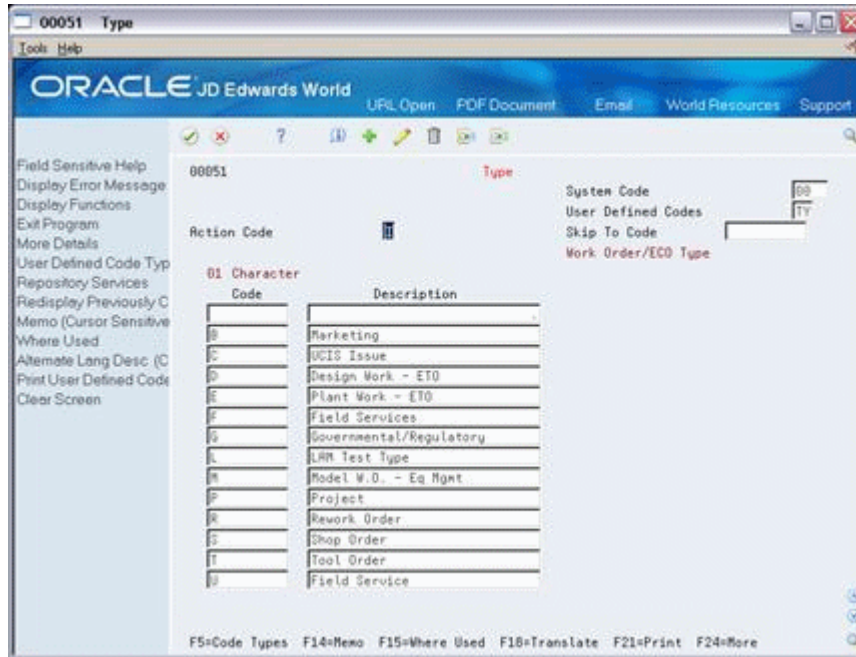 00051 Type
Tools Help
ORACLE JD Edwards World
URL Open PDF Document Email World Resources Support
Field Sensitive Help
Display Error Message
Display Functions
Exit Program
More Details
User Defined Code Typ
Repository Services
Redisplay Previously C
Memo (Cursor Sensitive
Where Used
Alternate Lang Desc (C
Print User Defined Code
Clear Screen
00051 Type
System Code 00
User Defined Codes TY
Action Code I Skip To Code
Work Order/ECO Type
01 Character
Code Description
.
B Marketing
C UCIS Issue
D Design Work - ETO
E Plant Work - ETO
F Field Services
G Governmental/Regulatory
L LAM Test Type
M Model W.O. - Eq Mgmt
P Project
R Rework Order
S Shop Order
T Tool Order
U Field Service
F5=Code Types F14=Memo F15=Where Used F18=Translate F21=Print F24=More